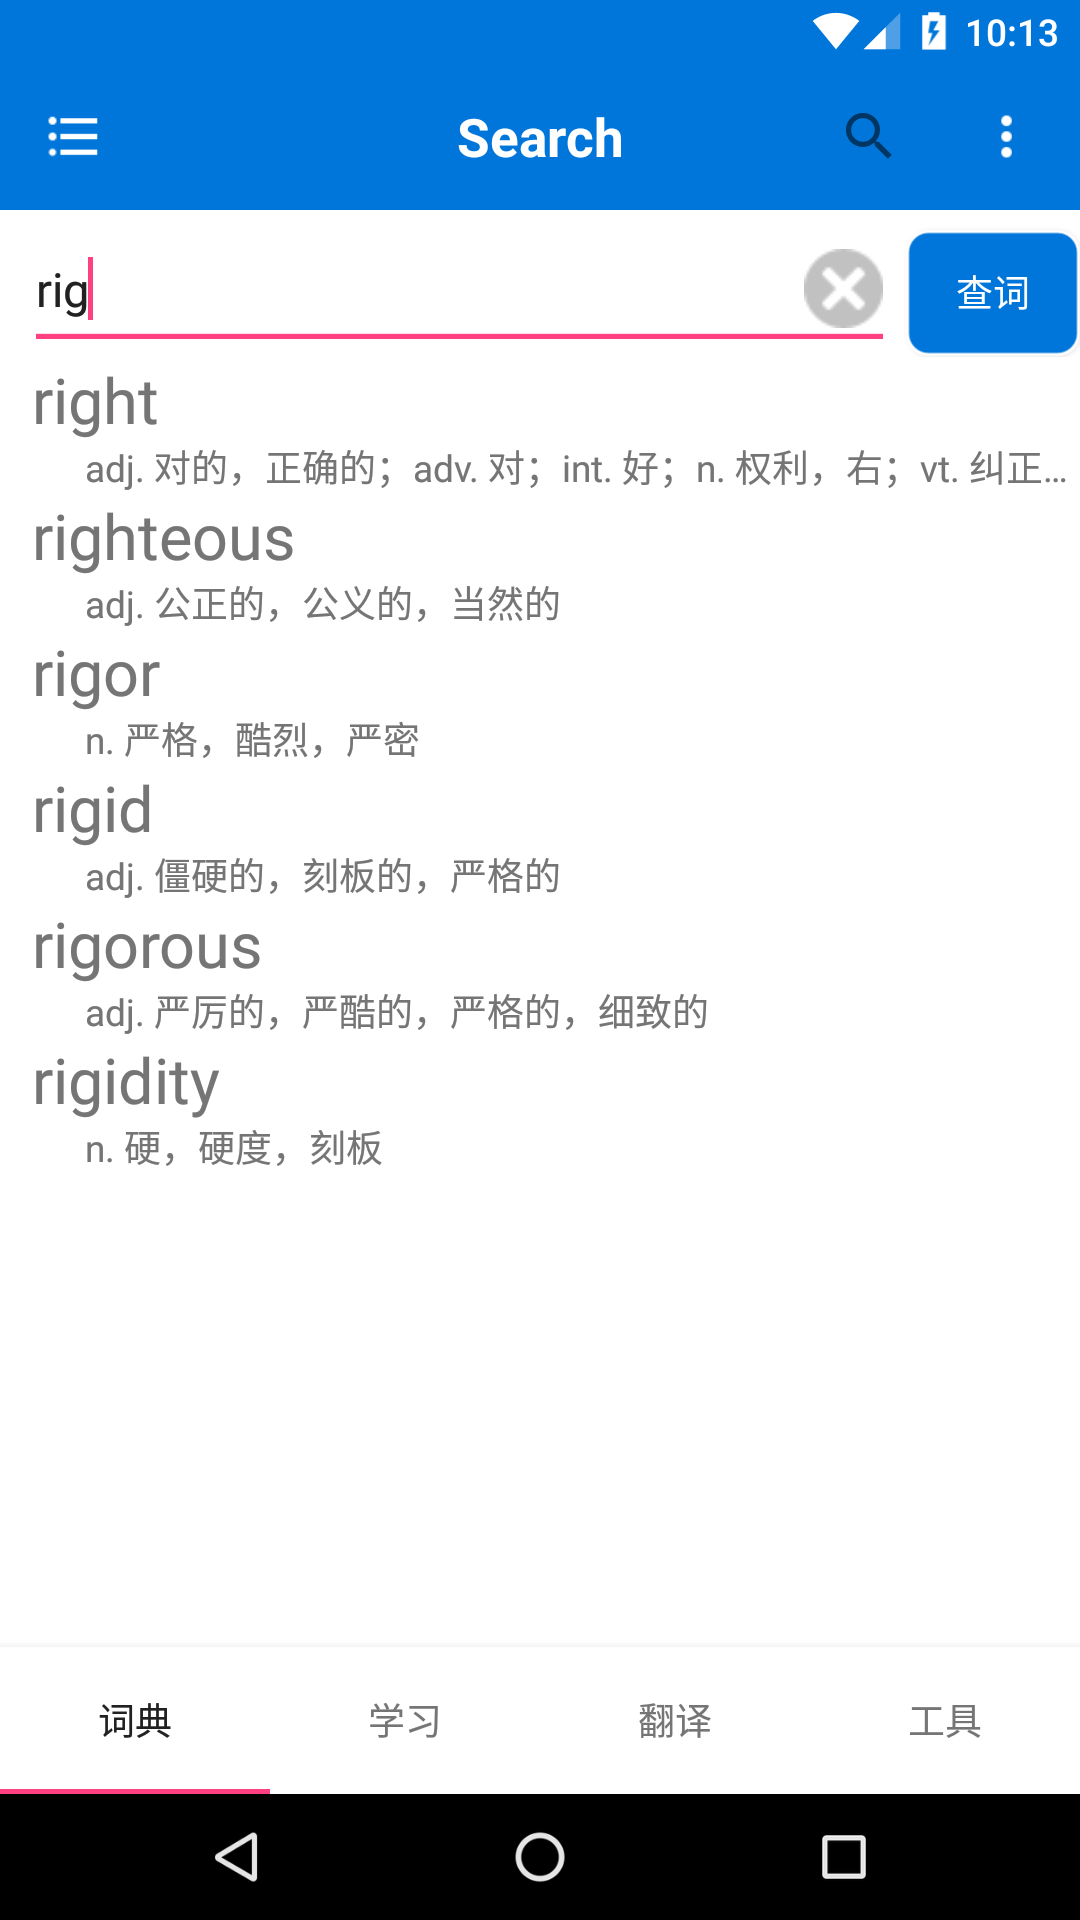 10:13
Search
rig
查词
right
adj. 对的，正确的；adv. 对；int. 好；n. 权利，右；vt. 纠正...
righteous
adj. 公正的，公义的，当然的
rigor
n. 严格，酷烈，严密
rigid
adj. 僵硬的，刻板的，严格的
rigorous
adj. 严厉的，严酷的，严格的，细致的
rigidity
n. 硬，硬度，刻板
词典 学习 翻译 工具